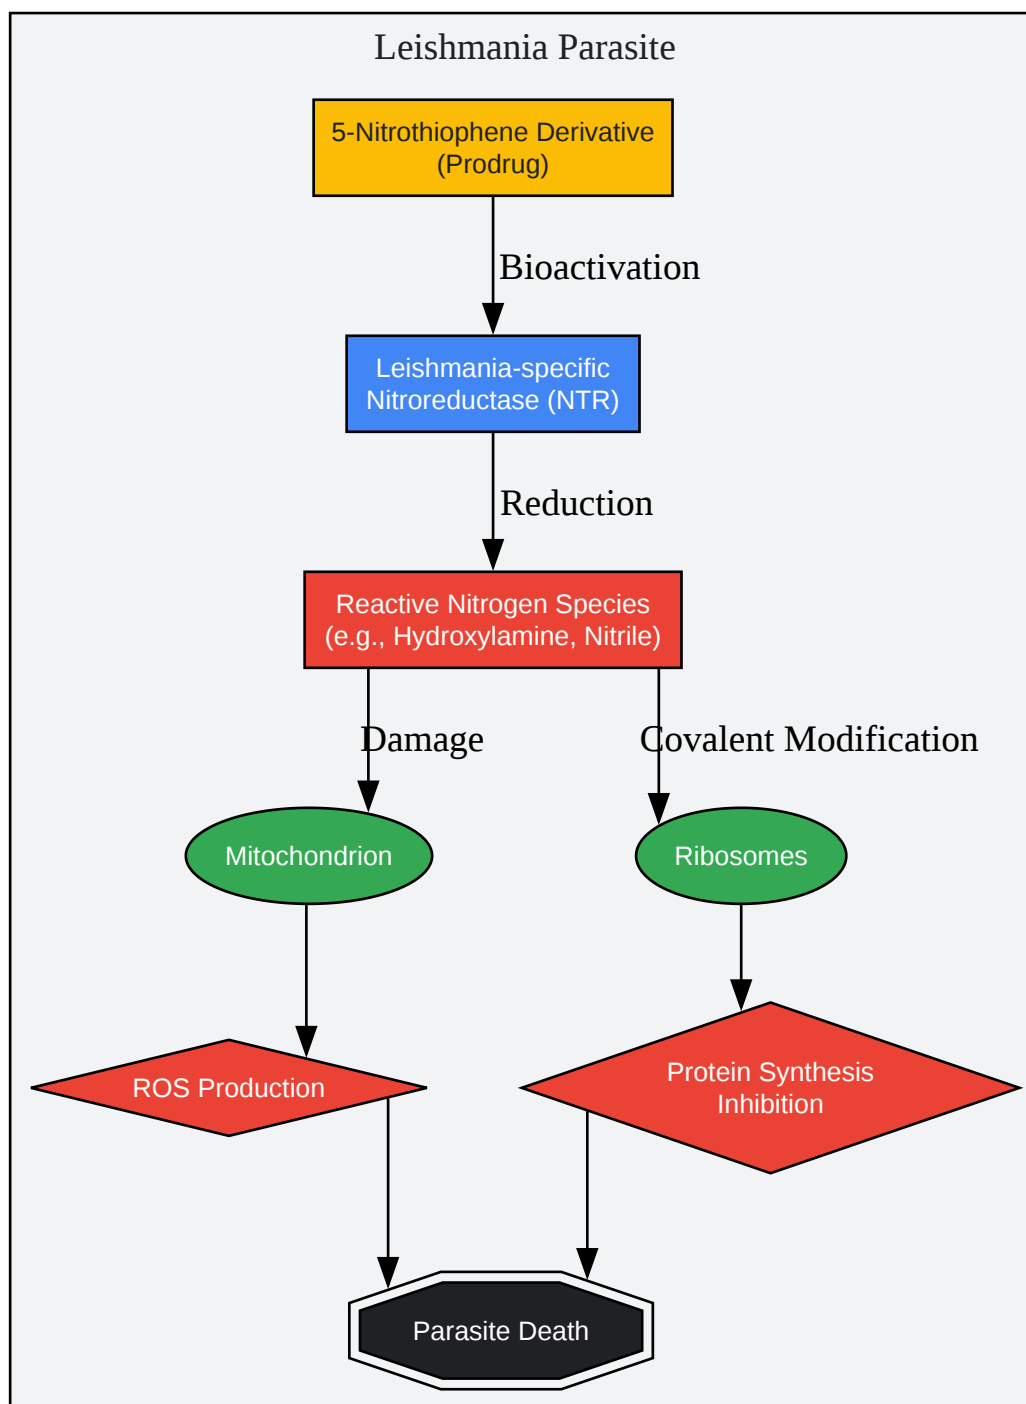 Leishmania Parasite
5-Nitrothiophene Derivative
(Prodrug)
Bioactivation
Leishmania-specific
Nitroreductase (NTR)
Reduction
Reactive Nitrogen Species
(e.g., Hydroxylamine, Nitrile)
Damage
Covalent Modification
Mitochondrion
Ribosomes
ROS Production
Protein Synthesis
Inhibition
Parasite Death